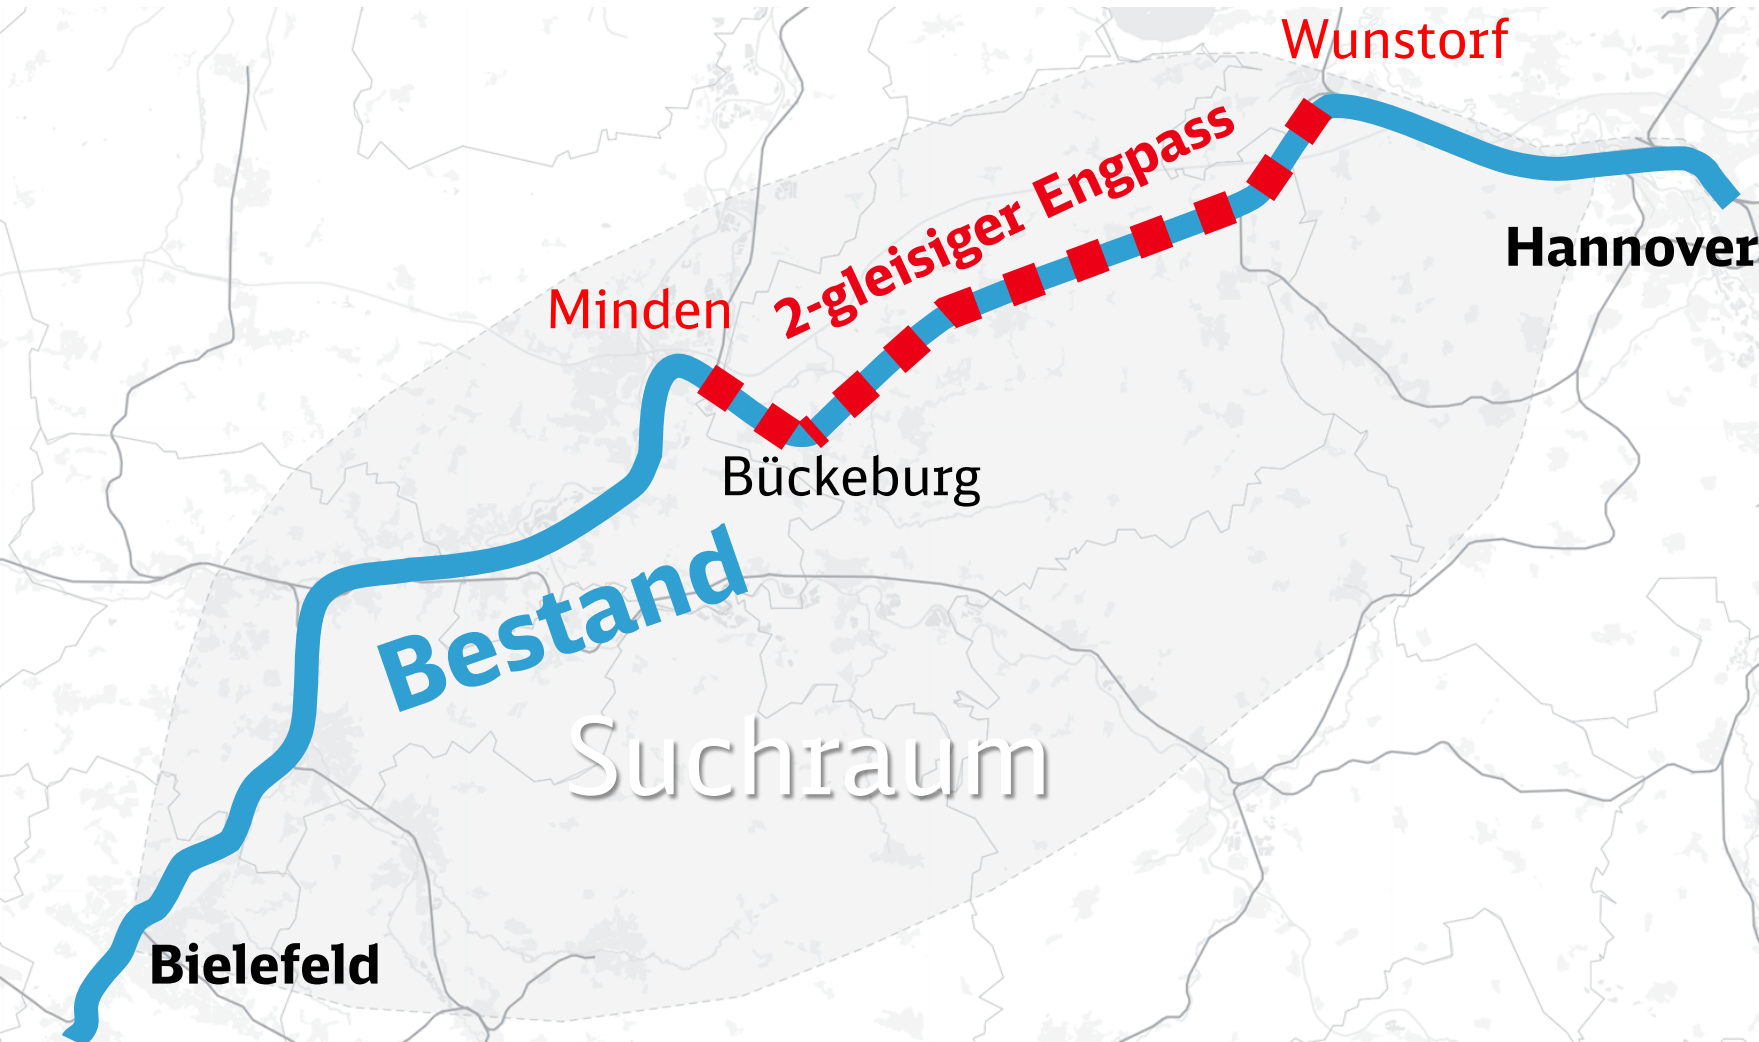 Wunstorf
2-gleisiger Engpass
Hannover
Minden
Bückeburg
Bestand
Suchraum
Bielefeld